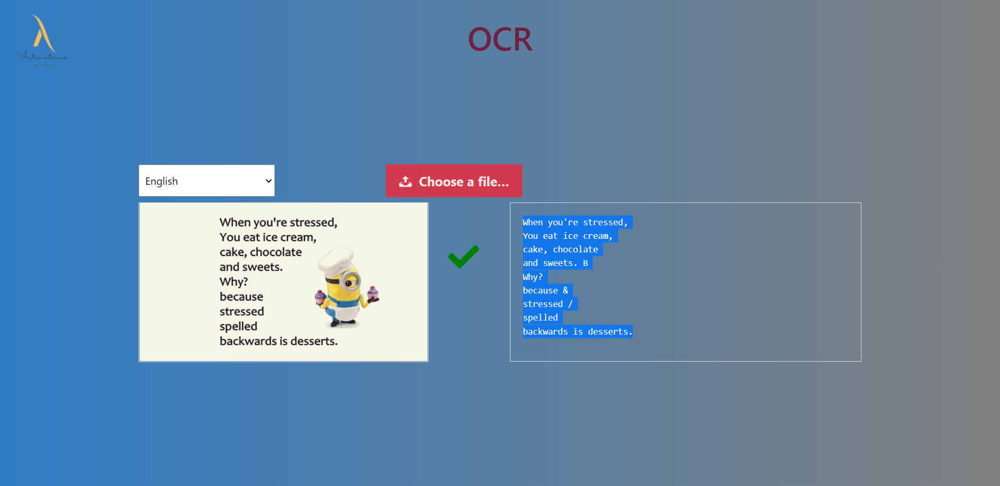 OCR
Automatonas
English
Choose a file...
When you're stressed,
You eat ice cream,
cake, chocolate
and sweets.
Why?
because
stressed
spelled
backwards is desserts.
When you're stressed,
You eat ice cream,
cake, chocolate
and sweets. B
Why?
because &
stressed /
spelled
backwards is desserts.